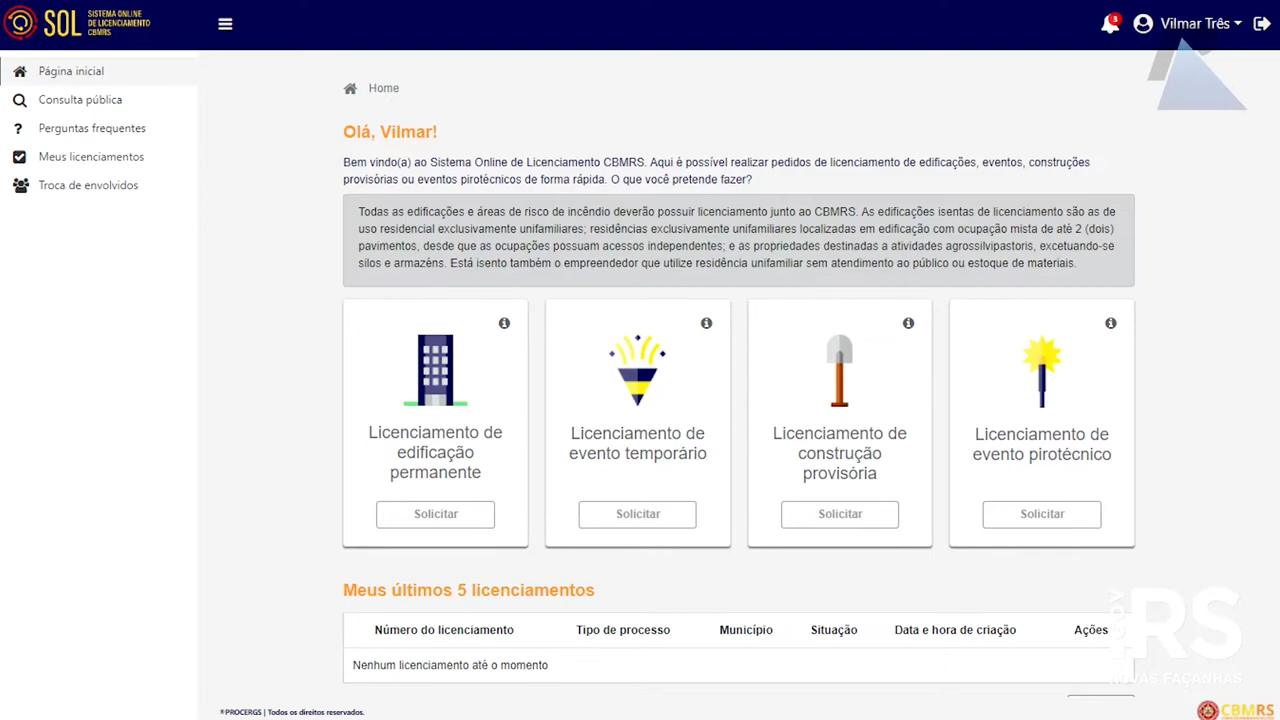 SOL
SISTEMA ONLINE
DE LICENCIAMENTO
CBMRS
3
Vilmar Três
Página inicial
Consulta pública
Perguntas frequentes
Meus licenciamentos
Troca de envolvidos
Home
Olá, Vilmar!
Bem vindo(a) ao Sistema Online de Licenciamento CBMRS. Aqui é possível realizar pedidos de licenciamento de edificações, eventos, construções
provisórias ou eventos pirotécnicos de forma rápida. O que você pretende fazer?
Todas as edificações e áreas de risco de incêndio deverão possuir licenciamento junto ao CBMRS. As edificações isentas de licenciamento são as de
uso residencial exclusivamente unifamiliares; residências exclusivamente unifamiliares localizadas em edificação com ocupação mista de até 2 (dois)
pavimentos, desde que as ocupações possuam acessos independentes; e as propriedades destinadas a atividades agrossilvipastoris, excetuando-se
silos e armazéns. Está isento também o empreendedor que utilize residência unifamiliar sem atendimento ao público ou estoque de materiais.
Licenciamento de
edificação
permanente
Solicitar
Licenciamento de
evento temporário
Solicitar
Licenciamento de
construção
provisória
Solicitar
Licenciamento de
evento pirotécnico
Solicitar
Meus últimos 5 licenciamentos
Número do licenciamento Tipo de processo Município Situação Data e hora de criação Ações
Nenhum licenciamento até o momento
GOV
RS
NOVAS FAÇANHAS
®PROCERGS | Todos os direitos reservados.
CBMRS